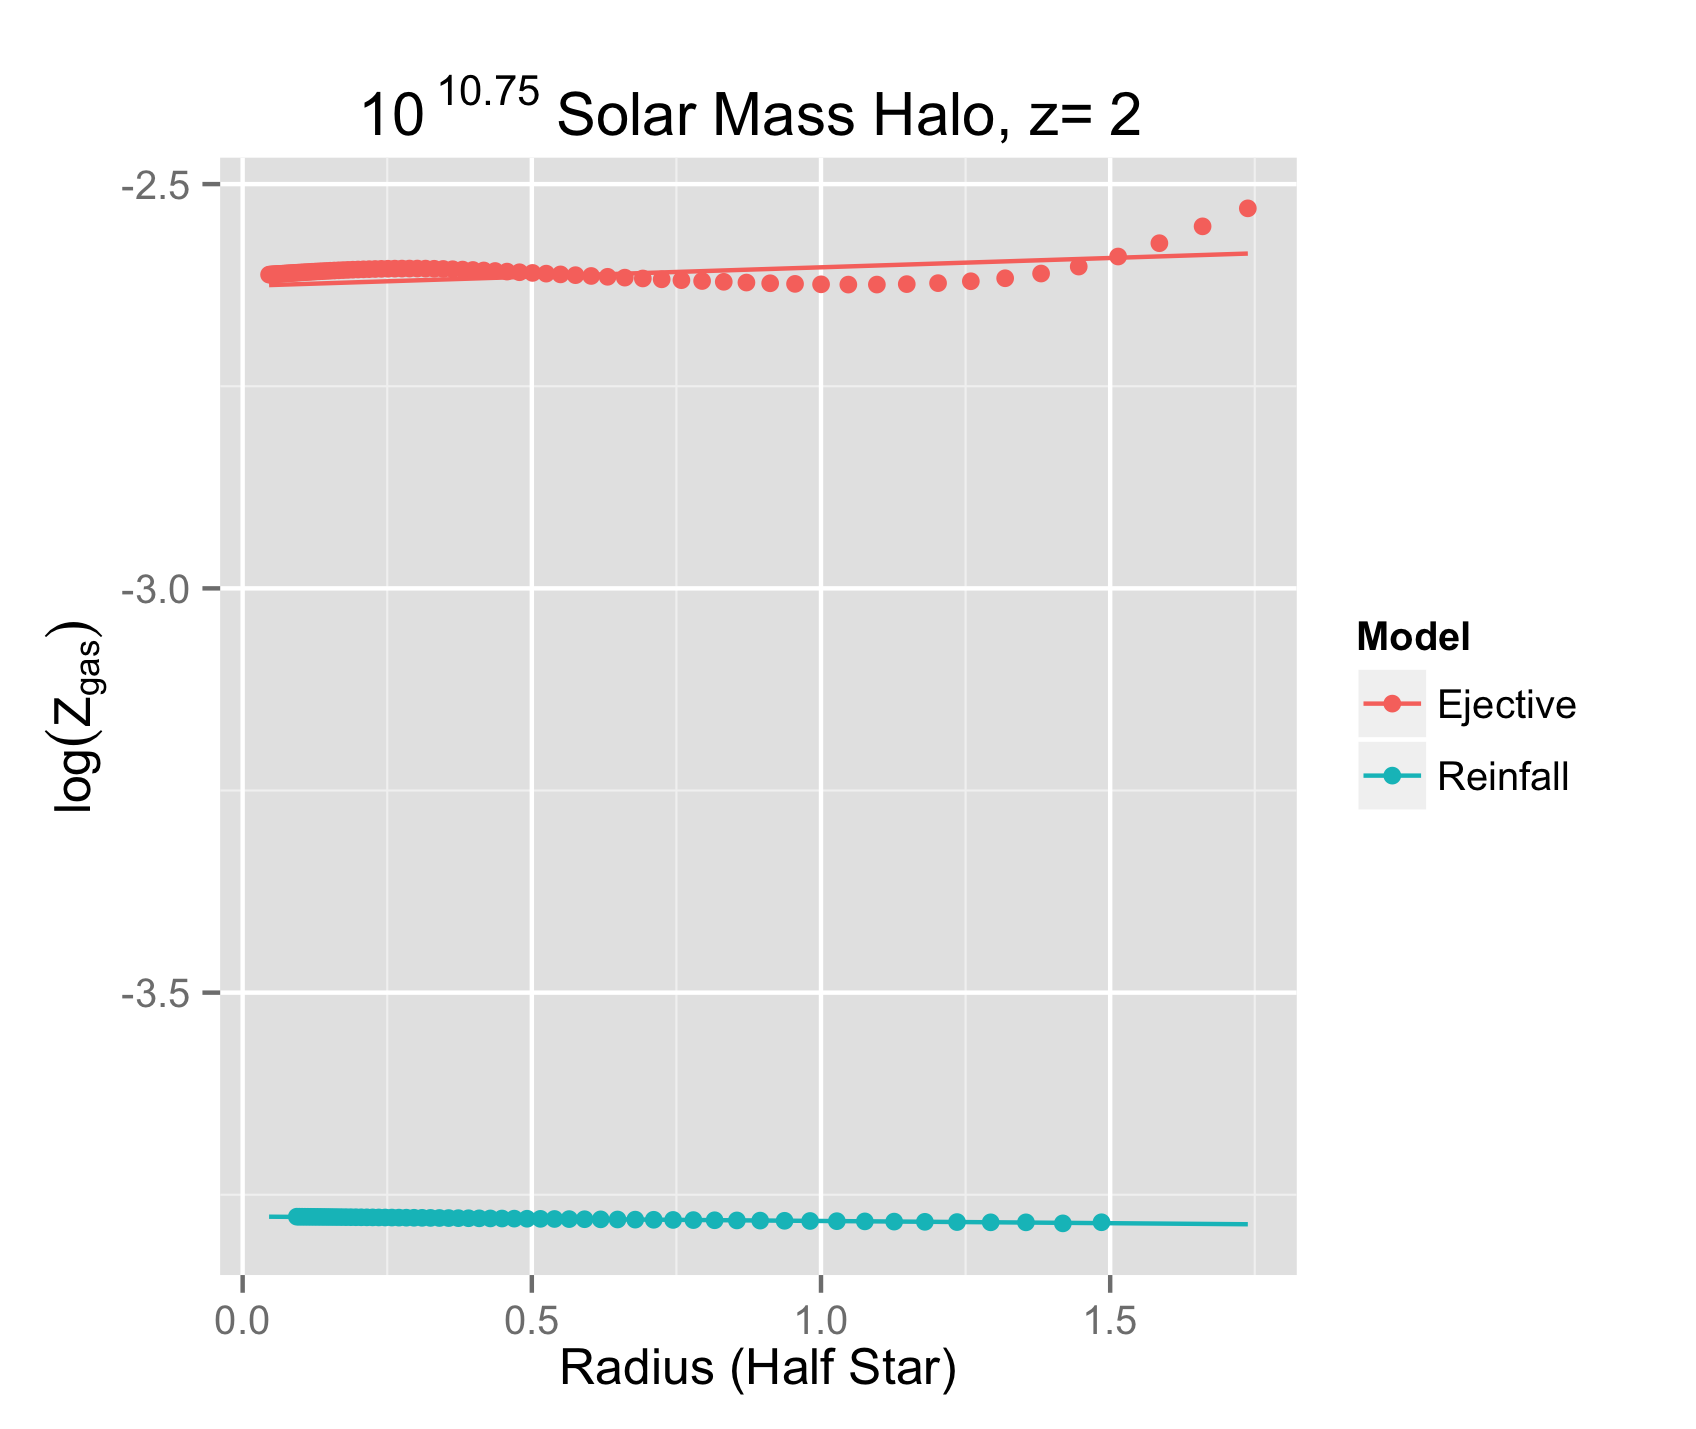 10^10.75 Solar Mass Halo, z= 2
-2.5
-3.0
-3.5
log(Z_gas)
0.0 0.5 1.0 1.5
Radius (Half Star)
Model
Ejective
Reinfall